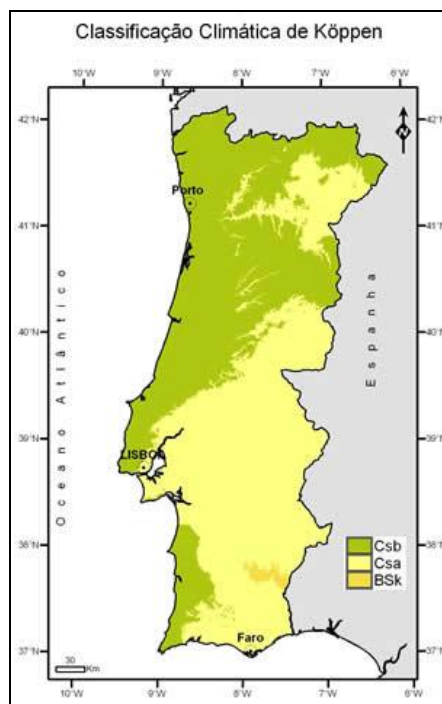 Classificação Climática de Köppen
10°W 9°W 8°W 7°W 6°W
42°N 42°N
N
Porto
41°N 41°N
40°N 40°N
Oceano Atlântico
Espanha
39°N 39°N
LISBOA
38°N 38°N
Csb
Csa
BSk
Faro
37°N 37°N
30
Km
10°W 9°W 8°W 7°W 6°W